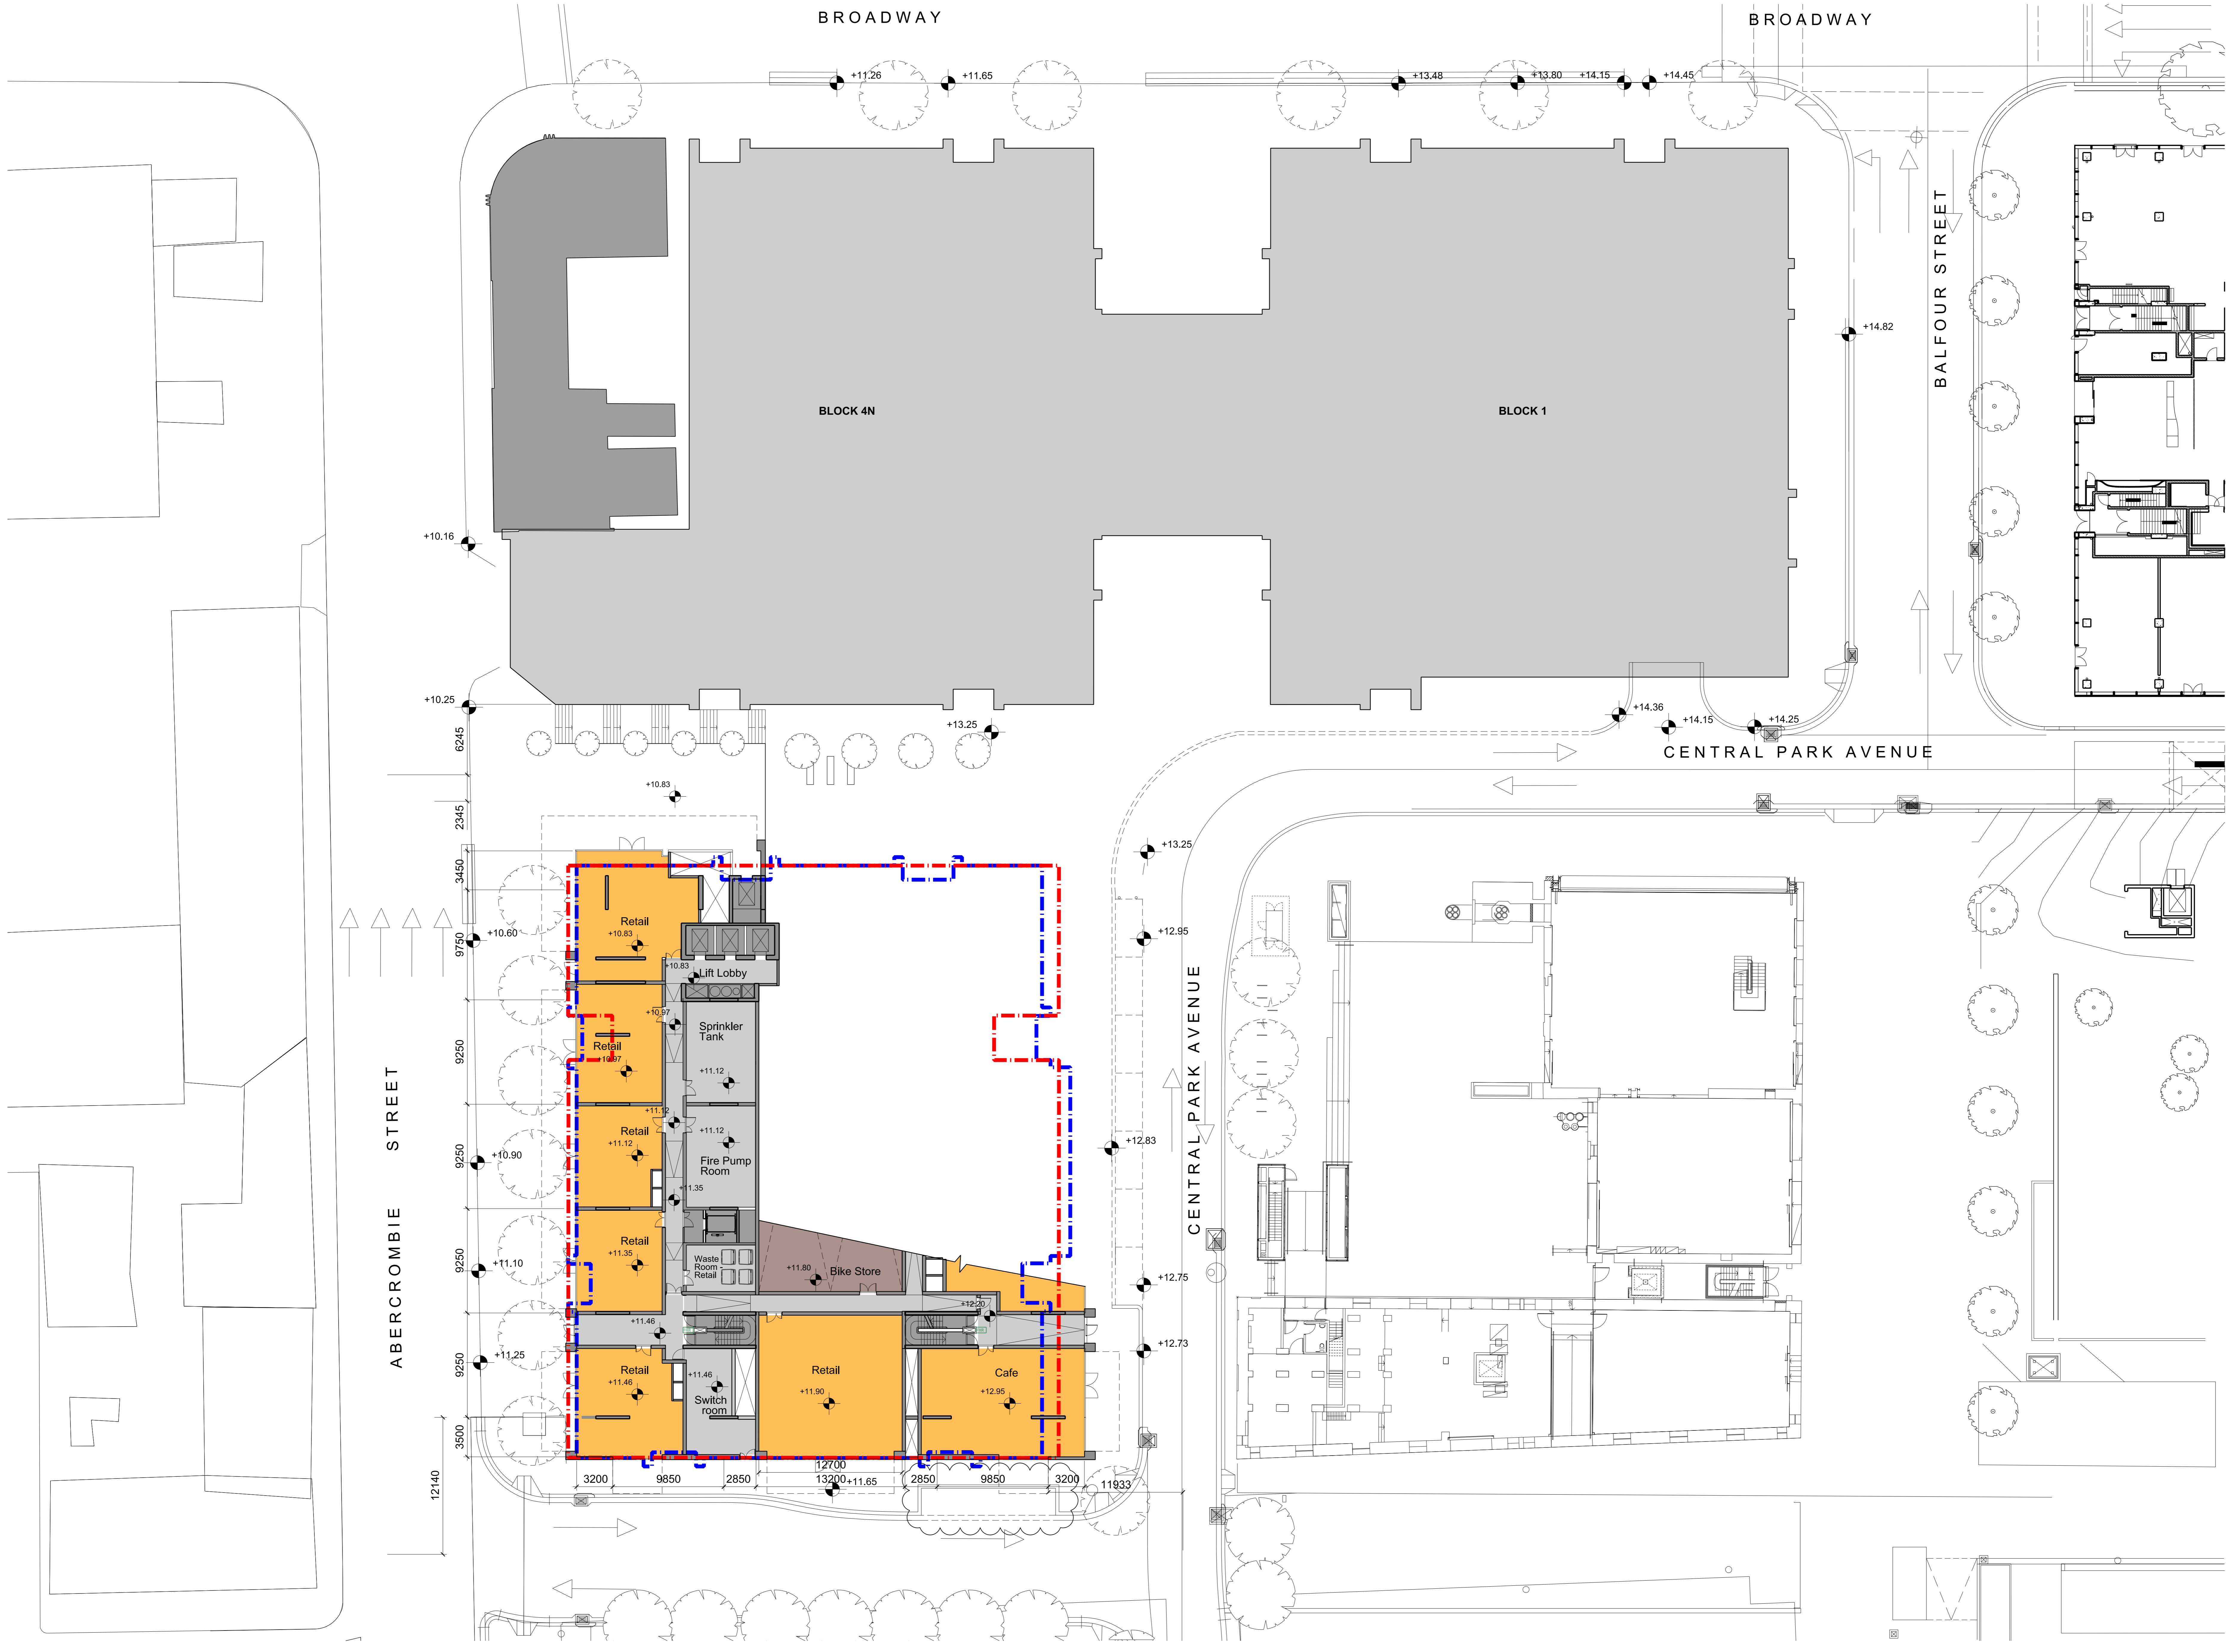 BROADWAY
BROADWAY
+11.26
+11.65
+13.48
+13.80
+14.15
+14.45
BALFOUR STREET
+14.82
BLOCK 4N
BLOCK 1
+10.16
+10.25
+13.25
+14.36
+14.15
+14.25
CENTRAL PARK AVENUE
6245
23445
34450
9750
9250
9250
9250
9250
3500
12140
+10.83
+13.25
+12.95
+12.83
+12.75
+12.73
CENTRAL PARK AVENUE
ABERCROMBIE STREET
+10.60
+10.90
+11.10
+11.25
Retail
+10.83
+10.83
Lift Lobby
+10.97
Sprinkler
Tank
Retail
+10.97
+11.12
+11.12
Retail
+11.12
+11.12
Fire Pump
Room
+11.35
Retail
+11.35
Waste
Room -
Retail
+11.80
Bike Store
+12.20
+11.46
Retail
+11.46
+11.46
Switch
room
Retail
+11.90
Cafe
+12.95
12700
3200
9850
2850
13200
+11.65
2850
9850
3200
11933